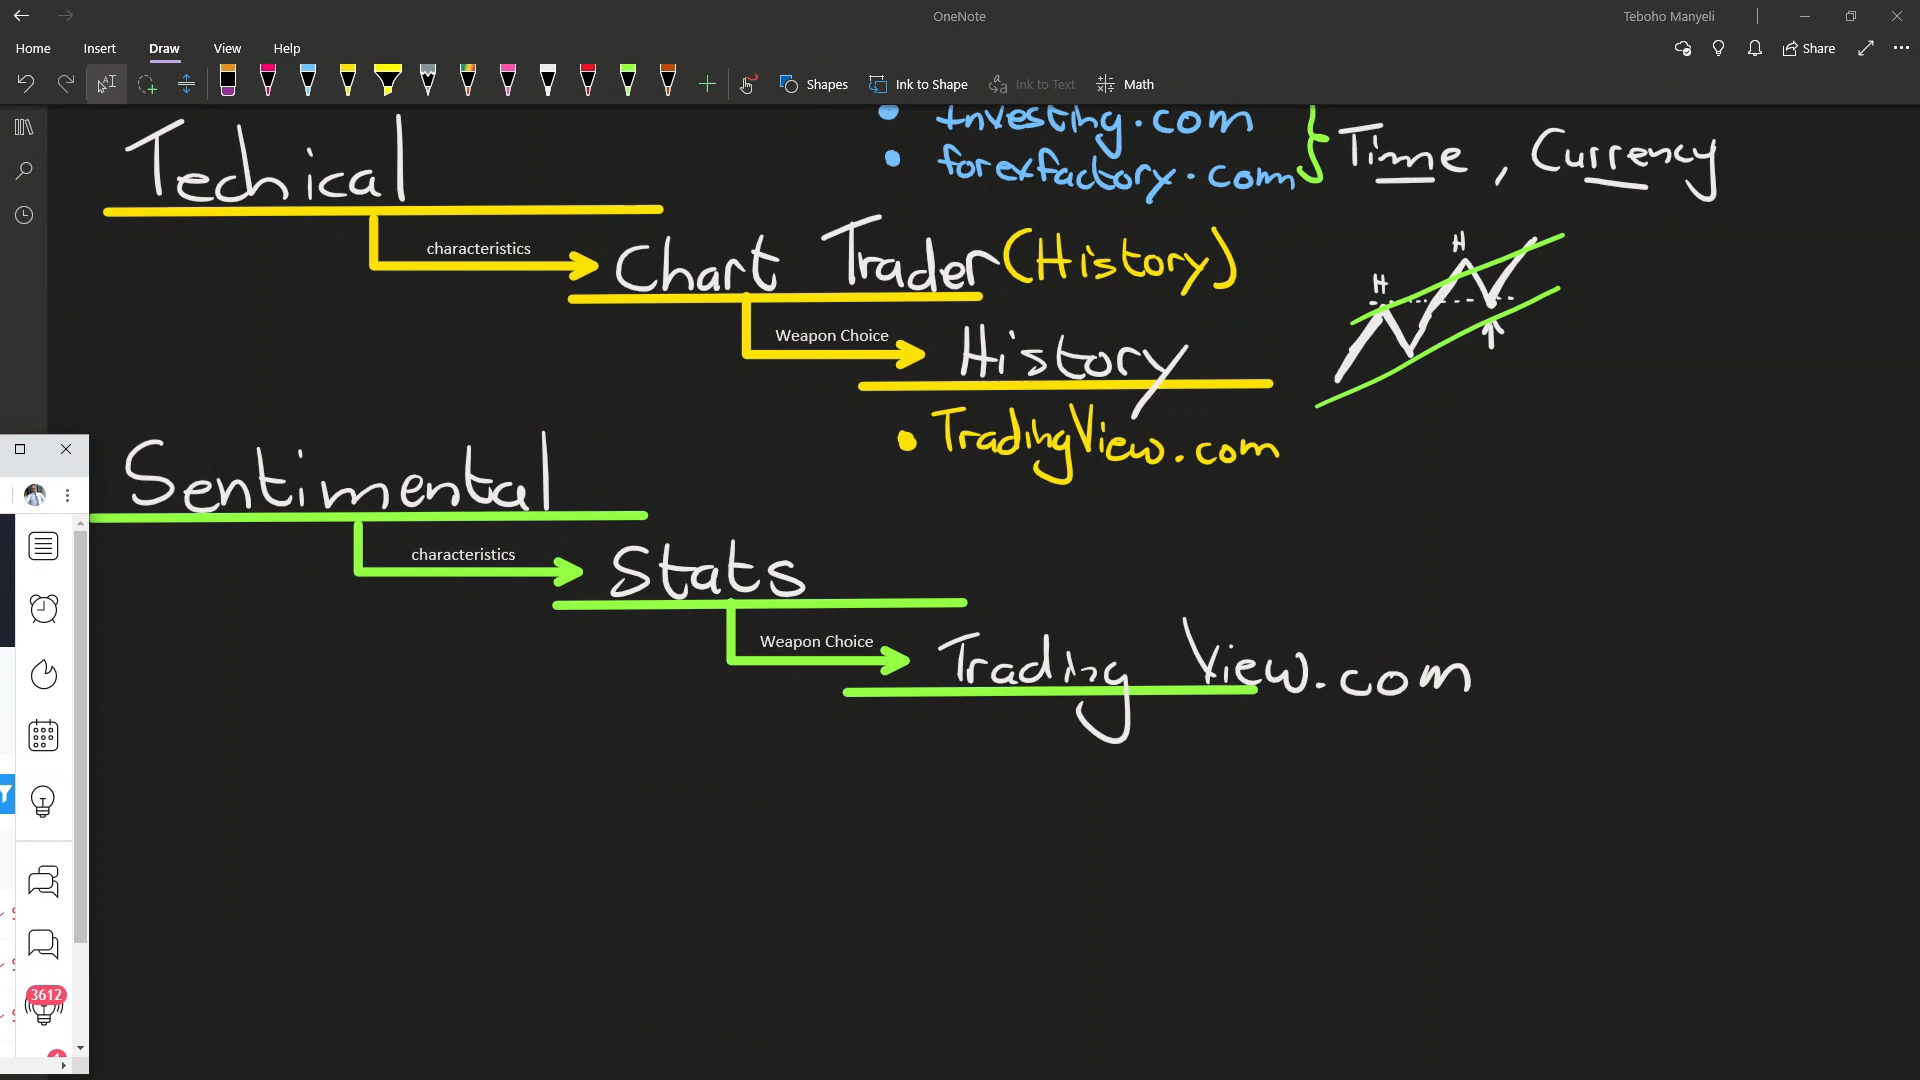 OneNote
Teboho Manyeli
Home Insert Draw View Help
Share
Shapes Ink to Shape Ink to Text Math
Investing.com
forexfactory.com
Time, Currency
Techical
characteristics
Chart Trader (History)
H
H
Weapon Choice
History
TradingView.com
Sentimental
characteristics
Stats
Weapon Choice
Trading View.com
3612